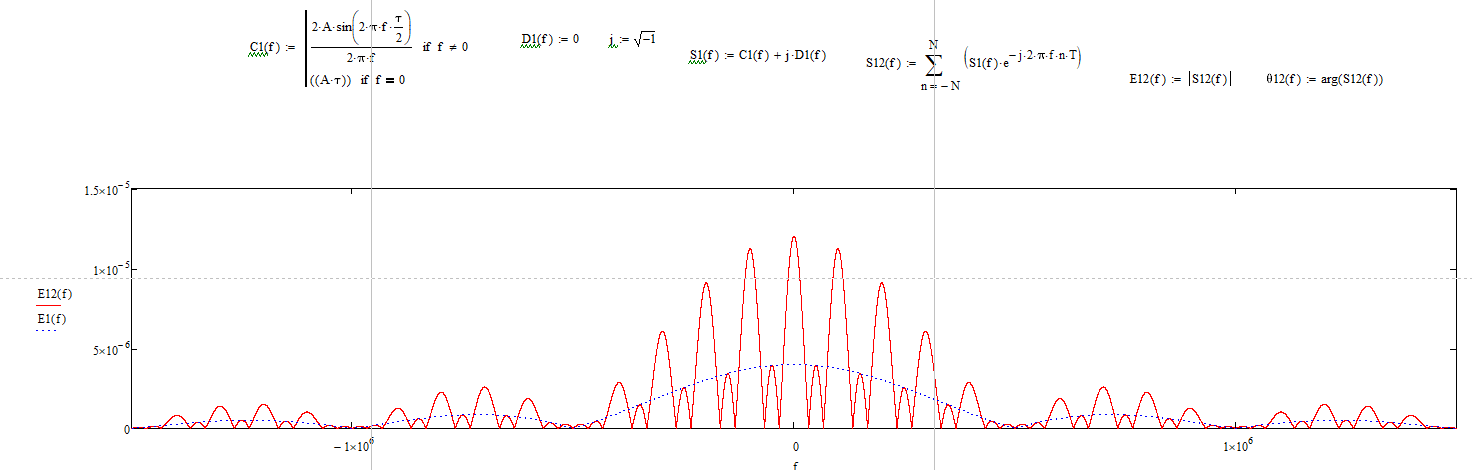 C1(f) := 2·A·sin(2·π·f·τ/2) / 2·π·f if f ≠ 0
((A·τ)) if f = 0
D1(f) := 0
j := √−1
S1(f) := C1(f) + j·D1(f)
S12(f) := ∑ n = −N N (S1(f)·e^−j·2·π·f·n·T)
E12(f) := |S12(f)|
θ12(f) := arg(S12(f))
1.5×10^−5
1×10^−5
5×10^−6
0
E12(f)
E1(f)
−1×10^6
0
1×10^6
f